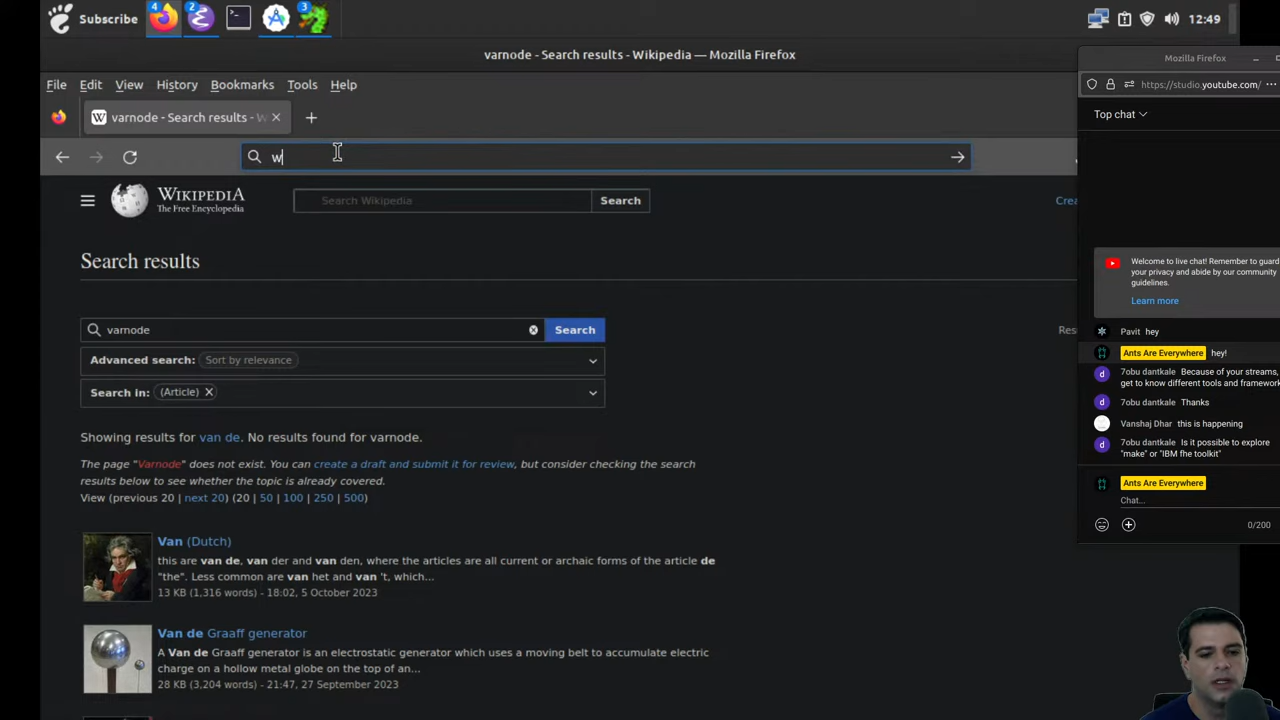 Subscribe
4
2
3
12:49
varnode - Search results - Wikipedia — Mozilla Firefox
File Edit View History Bookmarks Tools Help
W varnode - Search results - W
w
WIKIPEDIA
The Free Encyclopedia
Search Wikipedia
Search
Crea
Search results
varnode
Search
Res
Advanced search: Sort by relevance
Search in: (Article)
Showing results for van de. No results found for varnode.
The page "Varnode" does not exist. You can create a draft and submit it for review, but consider checking the search
results below to see whether the topic is already covered.
View (previous 20 | next 20) (20 | 50 | 100 | 250 | 500)
Van (Dutch)
this are van de, van der and van den, where the articles are all current or archaic forms of the article de
"the". Less common are van het and van 't, which...
13 KB (1,316 words) - 18:02, 5 October 2023
Van de Graaff generator
A Van de Graaff generator is an electrostatic generator which uses a moving belt to accumulate electric
charge on a hollow metal globe on the top of an...
28 KB (3,204 words) - 21:47, 27 September 2023
Mozilla Firefox
https://studio.youtube.com/
Top chat
Welcome to live chat! Remember to guard
your privacy and abide by our community
guidelines.
Learn more
Pavit hey
Ants Are Everywhere hey!
d 7obu dantkale Because of your streams,
get to know different tools and framework
d 7obu dantkale Thanks
Vanshaj Dhar this is happening
d 7obu dantkale Is it possible to explore
"make" or "IBM fhe toolkit"
Ants Are Everywhere
Chat...
0/200